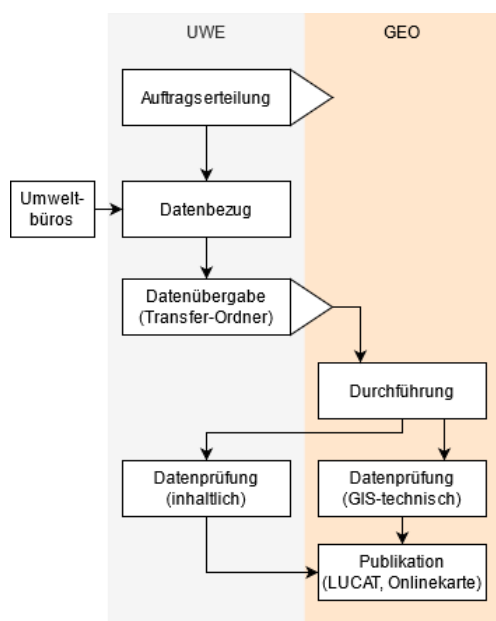 UWE
GEO
Auftragserteilung
Umwelt-
büros
Datenbezug
Datenübergabe
(Transfer-Ordner)
Durchführung
Datenprüfung
(inhaltlich)
Datenprüfung
(GIS-technisch)
Publikation
(LUCAT, Onlinekarte)